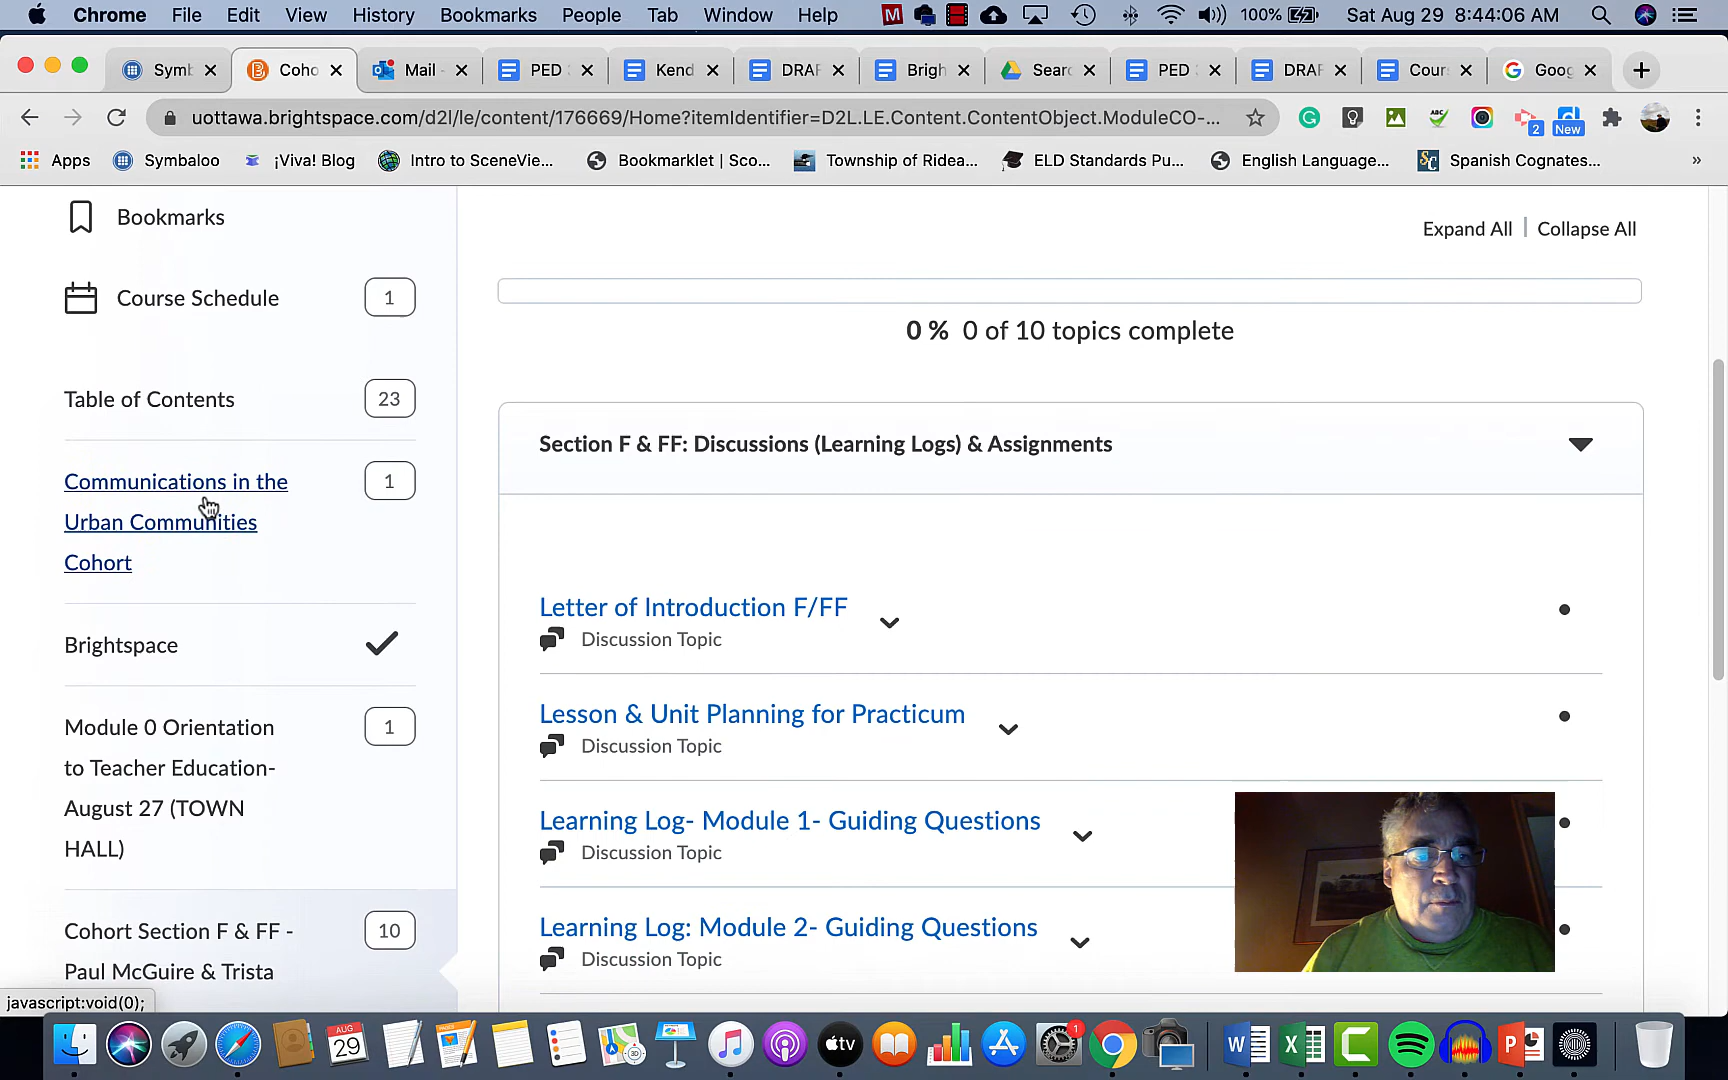 Chrome File Edit View History Bookmarks People Tab Window Help 100% Sat Aug 29 8:44:06 AM
Symb Coho Mail PED Kend DRAF Brigh Searc PED DRAF Cour Goog
uottawa.brightspace.com/d2l/le/content/176669/Home?itemIdentifier=D2L.LE.Content.ContentObject.ModuleCO-...
2 New
Apps Symbaloo ¡Viva! Blog Intro to SceneVie... Bookmarklet | Sco... Township of Ridea... ELD Standards Pu... English Language... Spanish Cognates... »
Bookmarks
Expand All | Collapse All
Course Schedule 1
0 % 0 of 10 topics complete
Table of Contents 23
Section F & FF: Discussions (Learning Logs) & Assignments
Communications in the 1
Urban Communities
Cohort
Letter of Introduction F/FF
Discussion Topic
Brightspace
Lesson & Unit Planning for Practicum
Discussion Topic
Module 0 Orientation 1
to Teacher Education-
August 27 (TOWN
HALL)
Learning Log- Module 1- Guiding Questions
Discussion Topic
Cohort Section F & FF - 10
Paul McGuire & Trista
Learning Log: Module 2- Guiding Questions
Discussion Topic
javascript:void(0);
AUG
29
tv
1